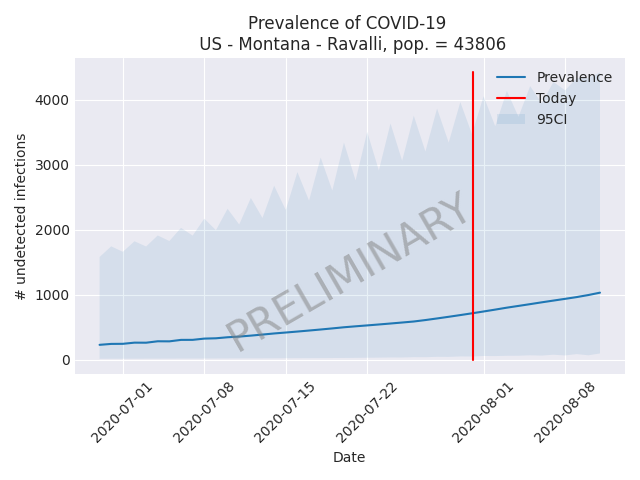 Prevalence of COVID-19
US - Montana - Ravalli, pop. = 43806
Prevalence
Today
95CI
4000
3000
2000
1000
0
# undetected infections
PRELIMINARY
2020-07-01
2020-07-08
2020-07-15
2020-07-22
2020-08-01
2020-08-08
Date